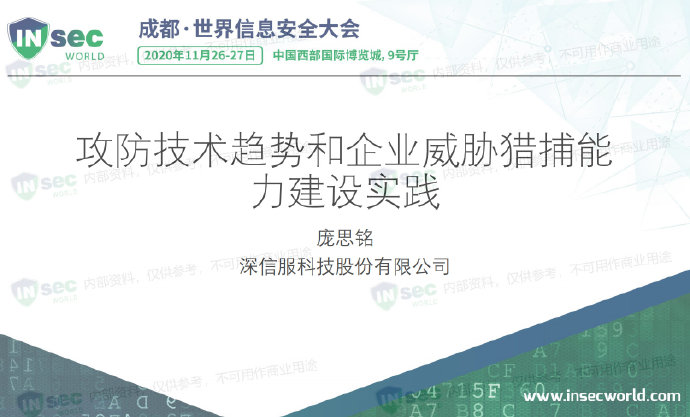 INsec
WORLD
成都·世界信息安全大会
2020年11月26-27日 中国西部国际博览城, 9号厅
攻防技术趋势和企业威胁猎捕能
力建设实践
庞思铭
深信服科技股份有限公司
内部资料，仅供参考，不可用作商业用途
www.insecworld.com